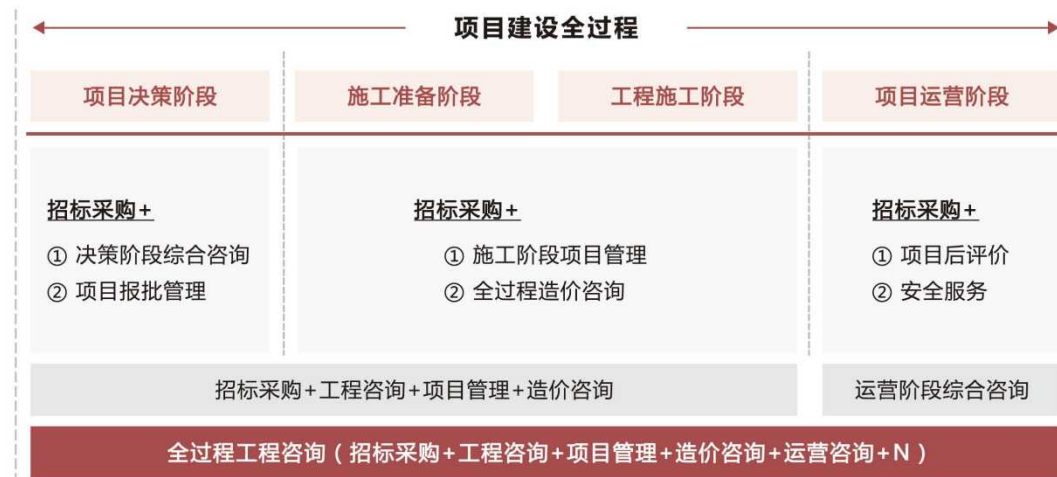 项目建设全过程
项目决策阶段
施工准备阶段
工程施工阶段
项目运营阶段
招标采购+
① 决策阶段综合咨询
② 项目报批管理
招标采购+
① 施工阶段项目管理
② 全过程造价咨询
招标采购+
① 项目后评价
② 安全服务
招标采购+工程咨询+项目管理+造价咨询
运营阶段综合咨询
全过程工程咨询（招标采购+工程咨询+项目管理+造价咨询+运营咨询+N）